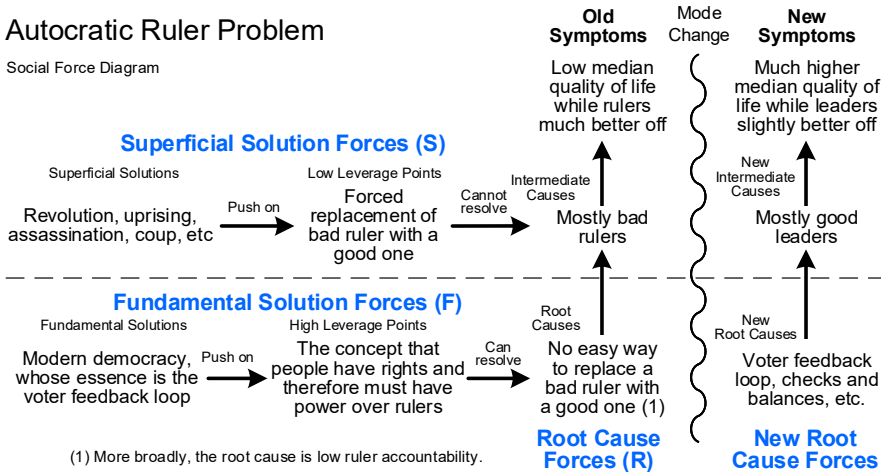 Autocratic Ruler Problem
Social Force Diagram
Old
Symptoms
Mode
Change
New
Symptoms
Low median
quality of life
while rulers
much better off
Much higher
median quality of
life while leaders
slightly better off
Superficial Solution Forces (S)
Superficial Solutions
Revolution, uprising,
assassination, coup, etc
Push on
Low Leverage Points
Forced
replacement of
bad ruler with a
good one
Cannot
resolve
Intermediate
Causes
Mostly bad
rulers
New
Intermediate
Causes
Mostly good
leaders
Fundamental Solution Forces (F)
Fundamental Solutions
Modern democracy,
whose essence is the
voter feedback loop
Push on
High Leverage Points
The concept that
people have rights and
therefore must have
power over rulers
Can
resolve
Root
Causes
No easy way
to replace a
bad ruler with
a good one (1)
New
Root Causes
Voter feedback
loop, checks and
balances, etc.
Root Cause
Forces (R)
New Root
Cause Forces
(1) More broadly, the root cause is low ruler accountability.